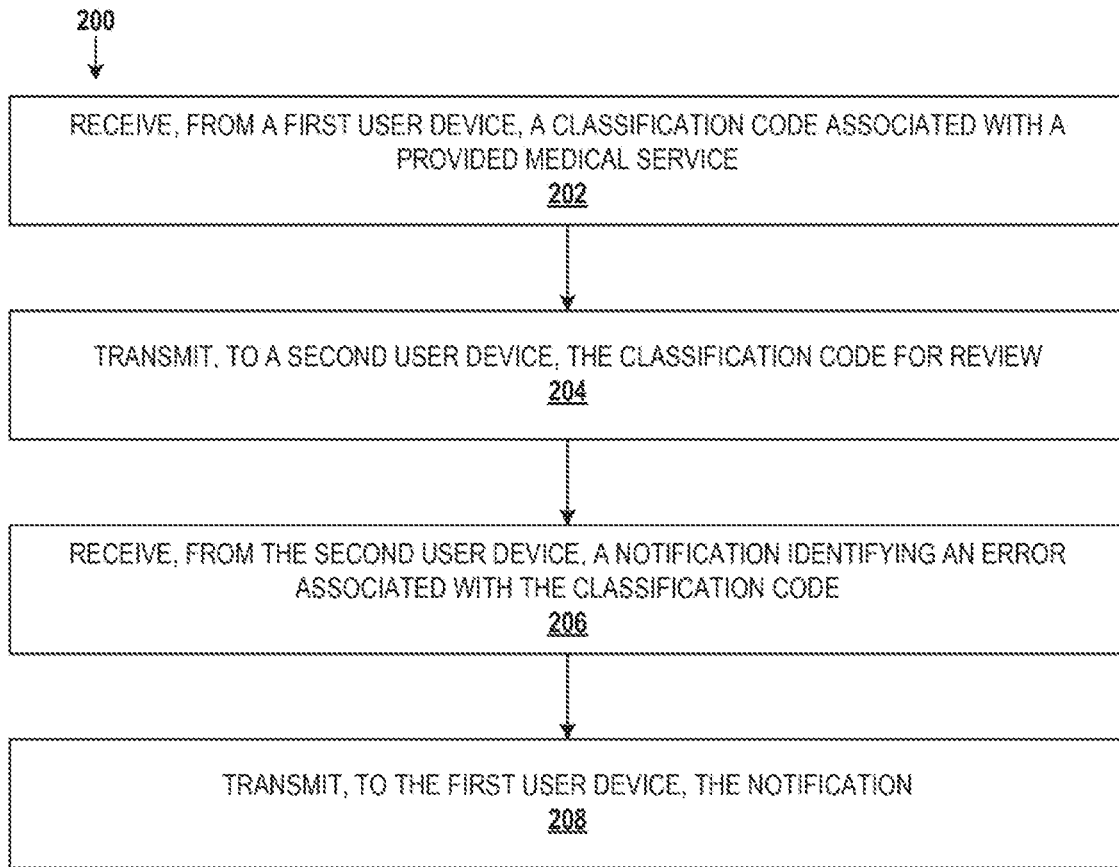 200
RECEIVE, FROM A FIRST USER DEVICE, A CLASSIFICATION CODE ASSOCIATED WITH A
PROVIDED MEDICAL SERVICE
202
TRANSMIT, TO A SECOND USER DEVICE, THE CLASSIFICATION CODE FOR REVIEW
204
RECEIVE, FROM THE SECOND USER DEVICE, A NOTIFICATION IDENTIFYING AN ERROR
ASSOCIATED WITH THE CLASSIFICATION CODE
206
TRANSMIT, TO THE FIRST USER DEVICE, THE NOTIFICATION
208